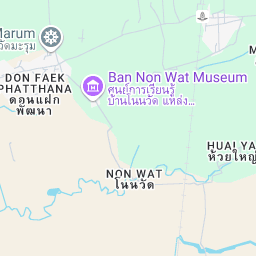 Marum
วัดมะรุม
DON FAEK
PHATTHANA
ดอนแฝก
พัฒนา
Ban Non Wat Museum
ศูนย์การเรียนรู้
บ้านโนนวัด แหล่ง...
HUAI YA
ห้วยใหญ่
NON WAT
โนนวัด